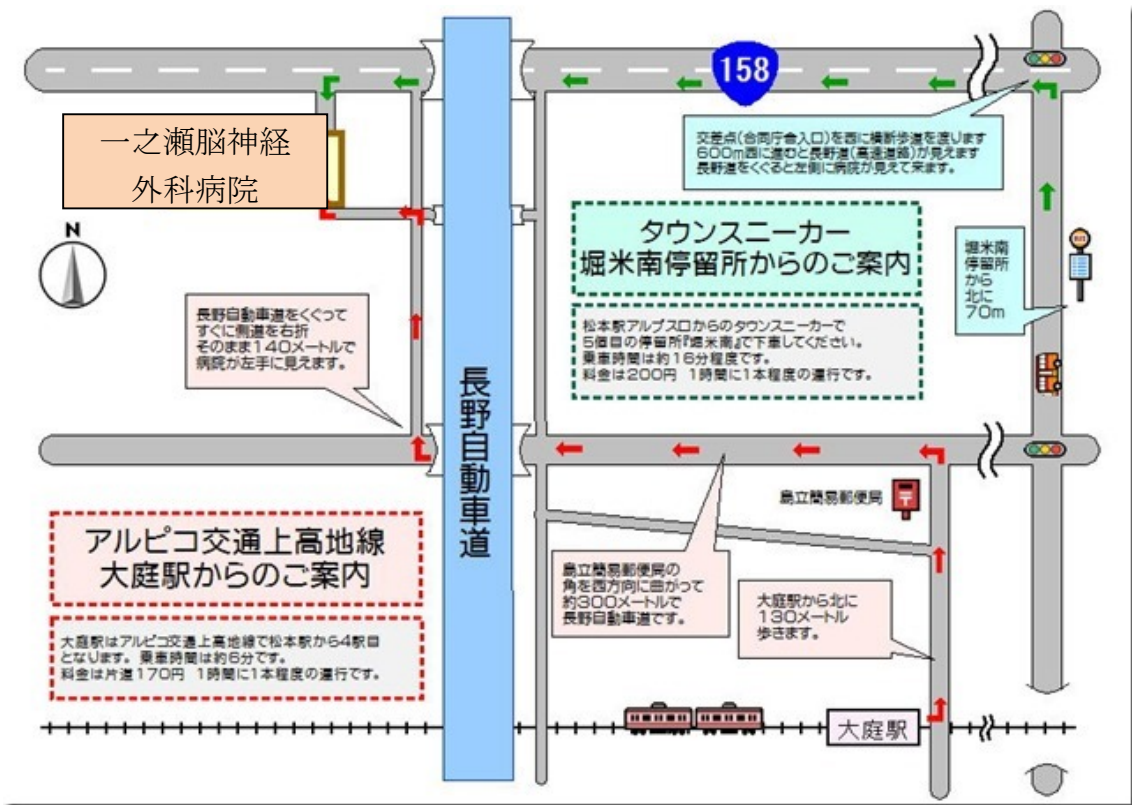 158
一之瀬脳神経
外科病院
交差点(合同庁舎入口)を西に横断歩道を渡ります
600m西に進むと長野道(高速道路)が見えます
長野道をくぐると左側に病院が見えて来ます。
N
タウンスニーカー
堀米南停留所からのご案内
堀米南
停留所
から
北に
70m
BUS
長野自動車道をくぐって
すぐに側道を右折
そのまま140メートルで
病院が左手に見えます。
松本駅アルプス口からのタウンスニーカーで
5個目の停留所『堀米南』で下車してください。
乗車時間は約16分程度です。
料金は200円 1時間に1本程度の運行です。
長野自動車道
島立簡易郵便局
アルピコ交通上高地線
大庭駅からのご案内
島立簡易郵便局の
角を西方向に曲がって
約300メートルで
長野自動車道です。
大庭駅から北に
130メートル
歩きます。
大庭駅はアルピコ交通上高地線で松本駅から4駅目
となります。乗車時間は約6分です。
料金は片道170円 1時間に1本程度の運行です。
大庭駅